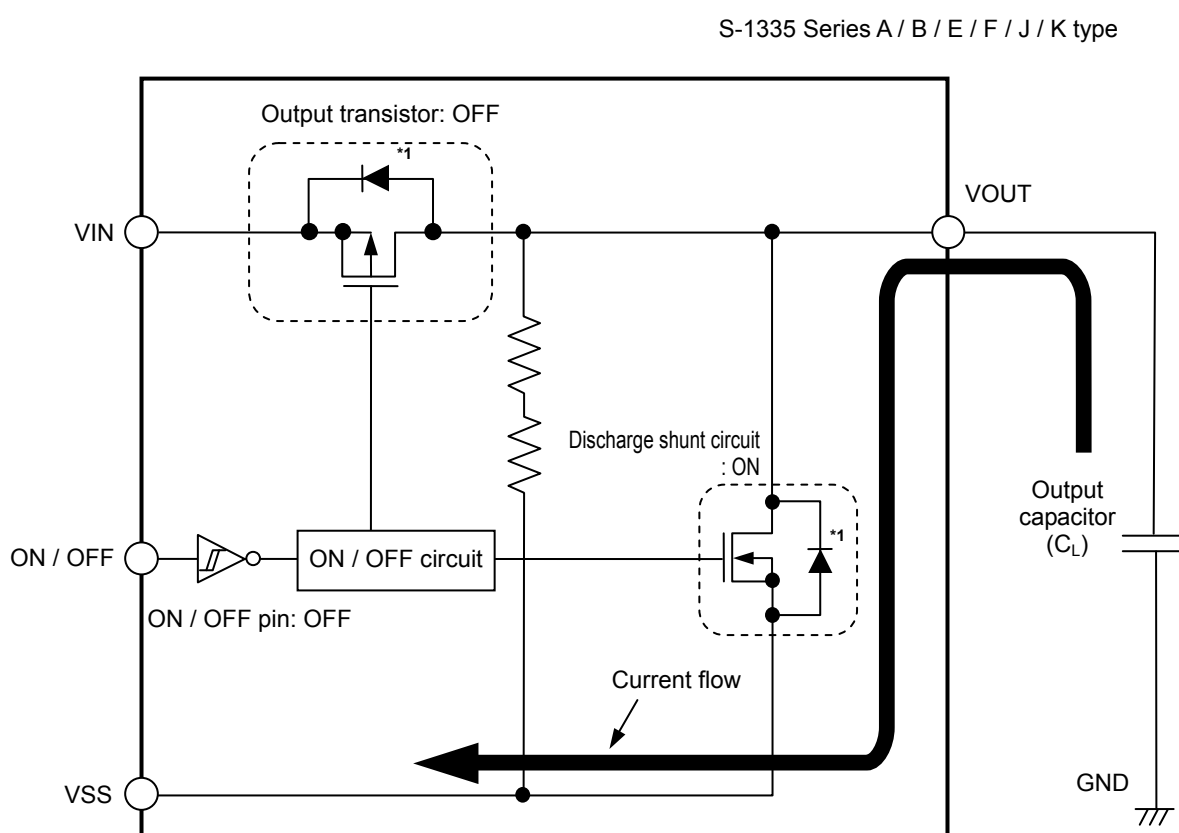 S-1335 Series A / B / E / F / J / K type
Output transistor: OFF
*1
VIN
VOUT
Discharge shunt circuit
: ON
*1
Output
capacitor
(CL)
ON / OFF
ON / OFF circuit
ON / OFF pin: OFF
Current flow
VSS
GND